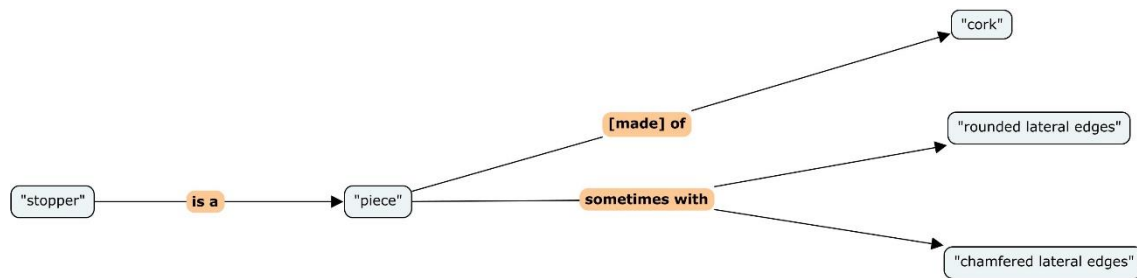 "cork"
[made] of
"rounded lateral edges"
"stopper"
is a
"piece"
sometimes with
"chamfered lateral edges"